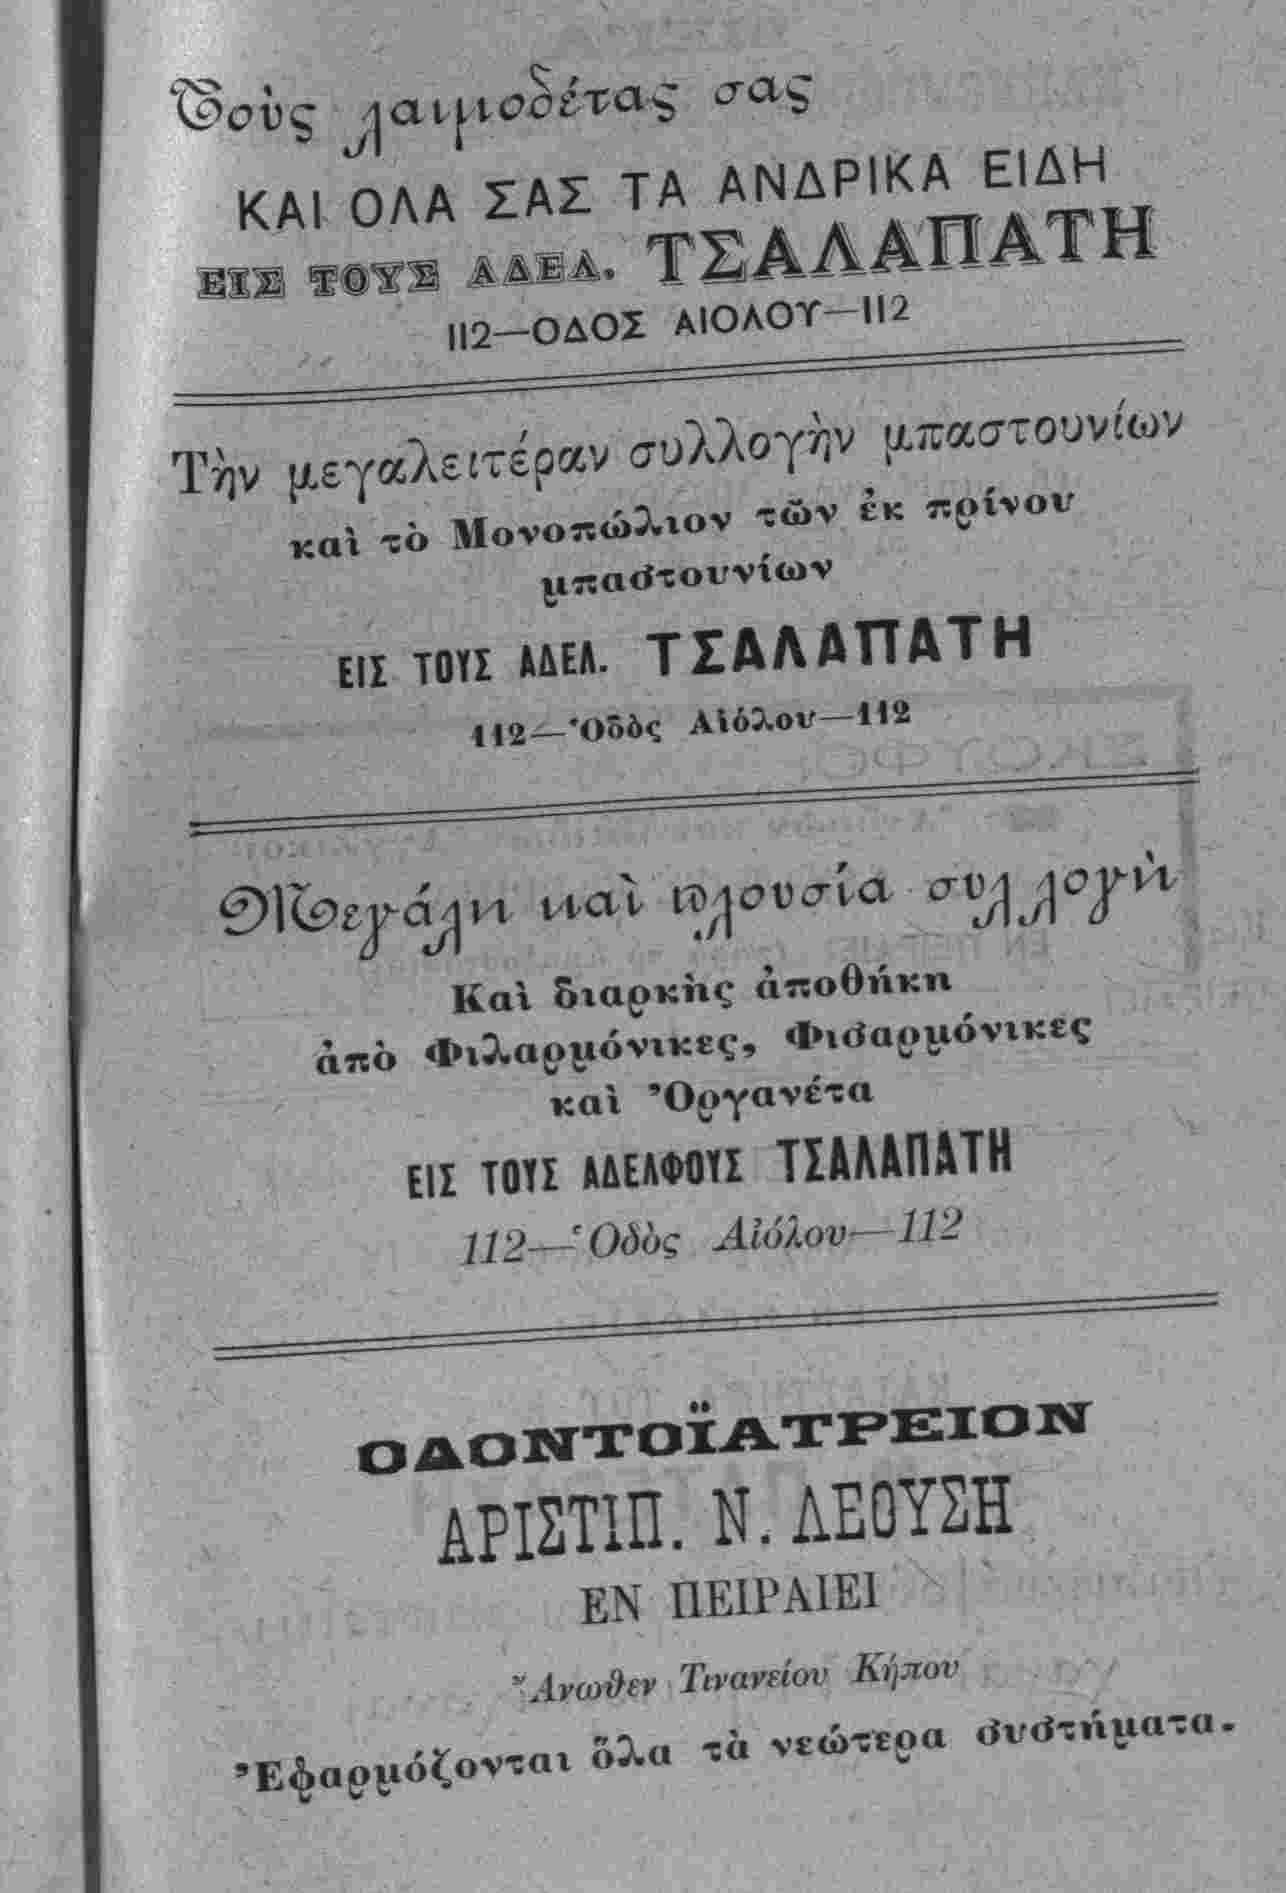 Τοὺς λαιμοδέτας σας
ΚΑΙ ΟΛΑ ΣΑΣ ΤΑ ΑΝΔΡΙΚΑ ΕΙΔΗ
ΕΙΣ ΤΟΥΣ ΑΔΕΛ. ΤΣΑΛΑΠΑΤΗ
112—ΟΔΟΣ ΑΙΟΛΟΥ—112
Τὴν μεγαλειτέραν συλλογὴν μπαστουνίων
καὶ τὸ Μονοπώλιον τῶν ἐκ πρίνου
μπαστουνίων
ΕΙΣ ΤΟΥΣ ΑΔΕΛ. ΤΣΑΛΑΠΑΤΗ
112—Ὁδὸς Αἰόλου—112
Μεγάλη καὶ πλουσία συλλογὴ
Καὶ διαρκὴς ἀποθήκη
ἀπὸ Φιλαρμόνικες, Φισαρμόνικες
καὶ Ὀργανέτα
ΕΙΣ ΤΟΥΣ ΑΔΕΛΦΟΥΣ ΤΣΑΛΑΠΑΤΗ
112—Ὁδὸς Αἰόλου—112
ΟΔΟΝΤΟΪΑΤΡΕΙΟΝ
ΑΡΙΣΤΙΠ. Ν. ΛΕΟΥΣΗ
ΕΝ ΠΕΙΡΑΙΕΙ
Ἄνωθεν Τινανείου Κήπου
Ἐφαρμόζονται ὅλα τὰ νεώτερα συστήματα.